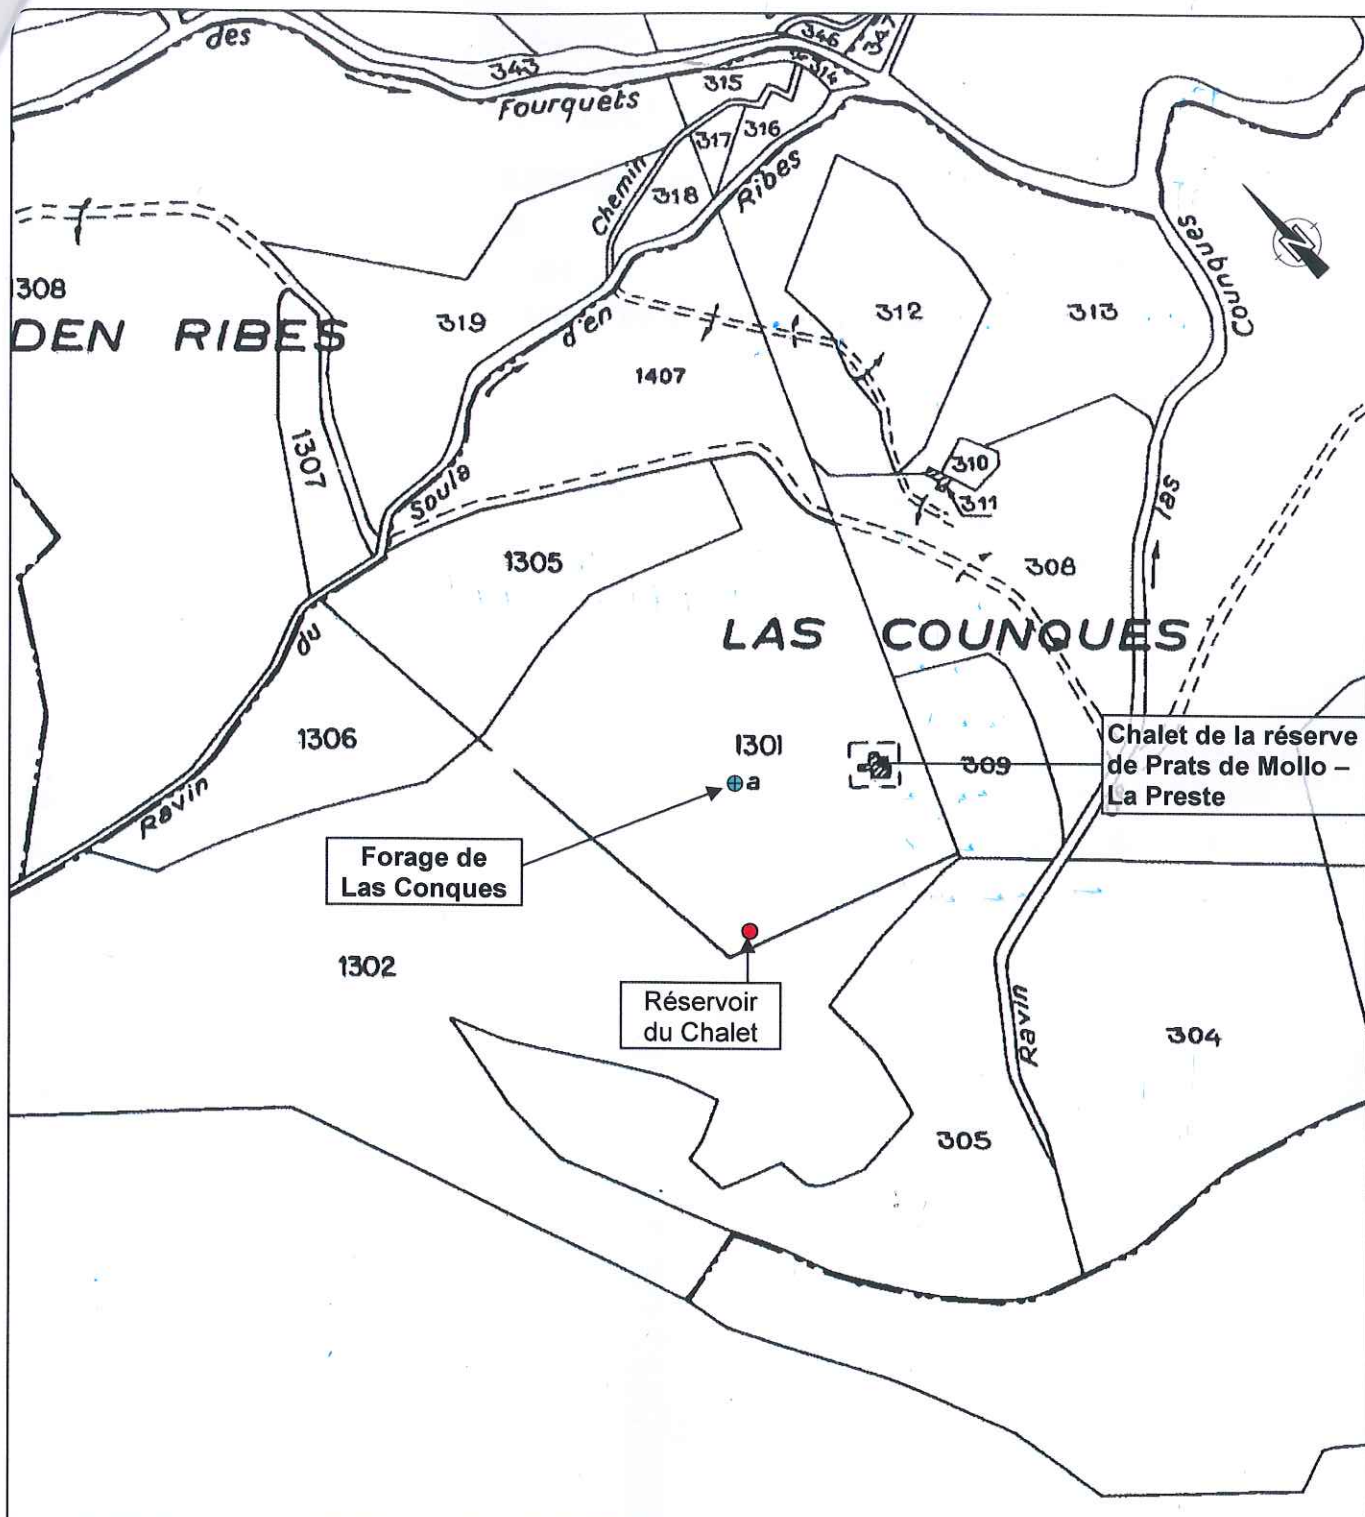 des
343
Fourquets
346
347
314
315
317
316
318
Chemin
Ribes
Counques
N
1308
DEN RIBES
319
d'en
312
313
1407
1307
Soula
310
311
las
1305
308
LAS COUNQUES
du
1306
1301
a
309
Chalet de la réserve
de Prats de Mollo –
La Preste
Ravin
Forage de
Las Conques
1302
Réservoir
du Chalet
Ravin
304
305